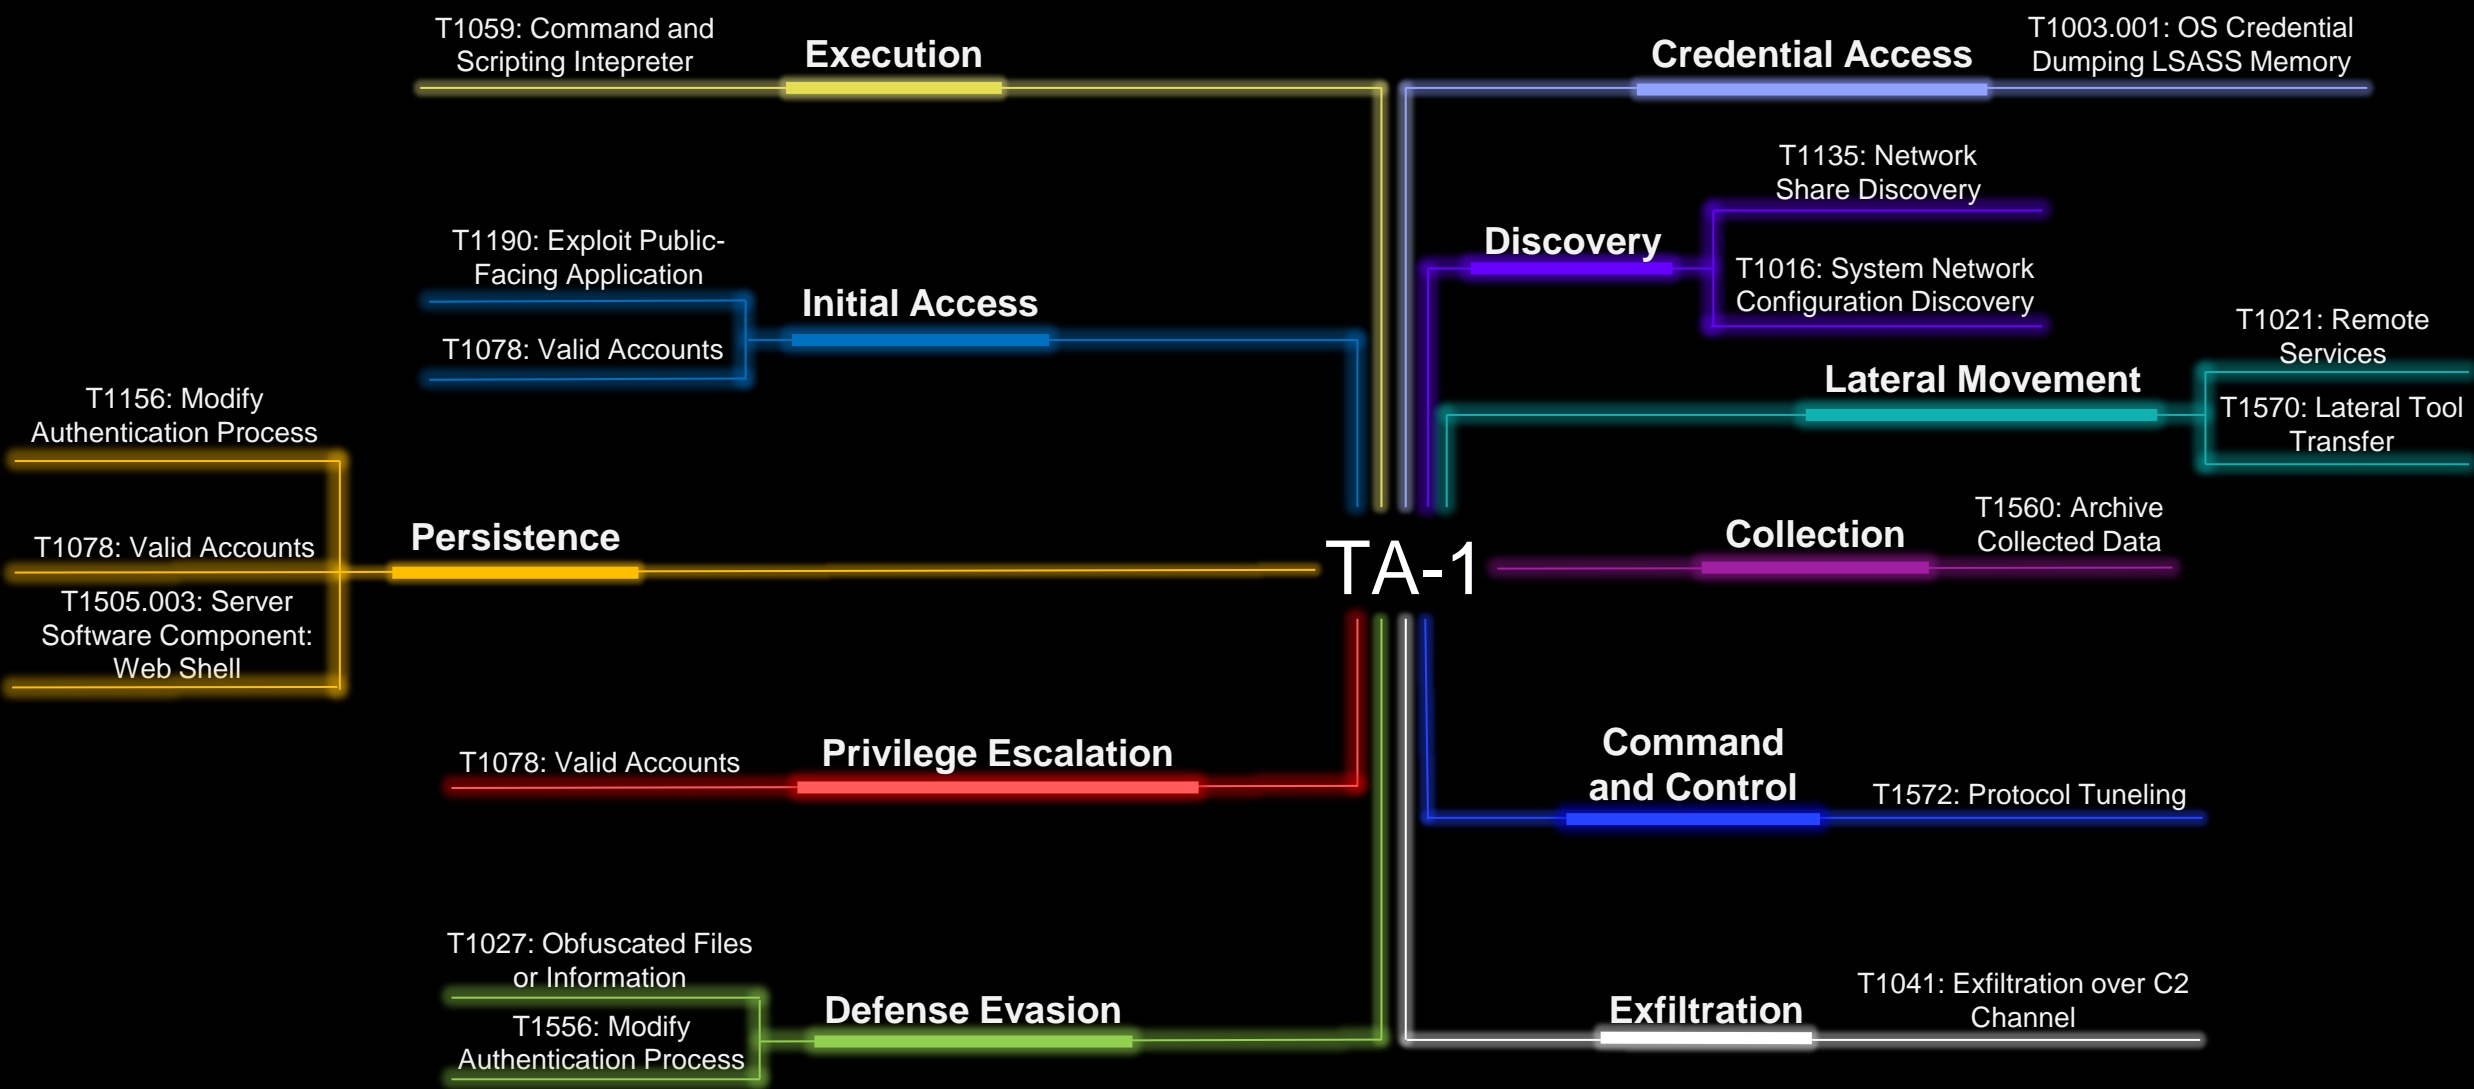 T1059: Command and
Scripting Intepreter
Execution
T1190: Exploit Public-
Facing Application
T1078: Valid Accounts
Initial Access
T1156: Modify
Authentication Process
T1078: Valid Accounts
T1505.003: Server
Software Component:
Web Shell
Persistence
T1078: Valid Accounts
Privilege Escalation
T1027: Obfuscated Files
or Information
T1556: Modify
Authentication Process
Defense Evasion
TA-1
Credential Access
T1003.001: OS Credential
Dumping LSASS Memory
Discovery
T1135: Network
Share Discovery
T1016: System Network
Configuration Discovery
Lateral Movement
T1021: Remote
Services
T1570: Lateral Tool
Transfer
Collection
T1560: Archive
Collected Data
Command
and Control
T1572: Protocol Tuneling
Exfiltration
T1041: Exfiltration over C2
Channel